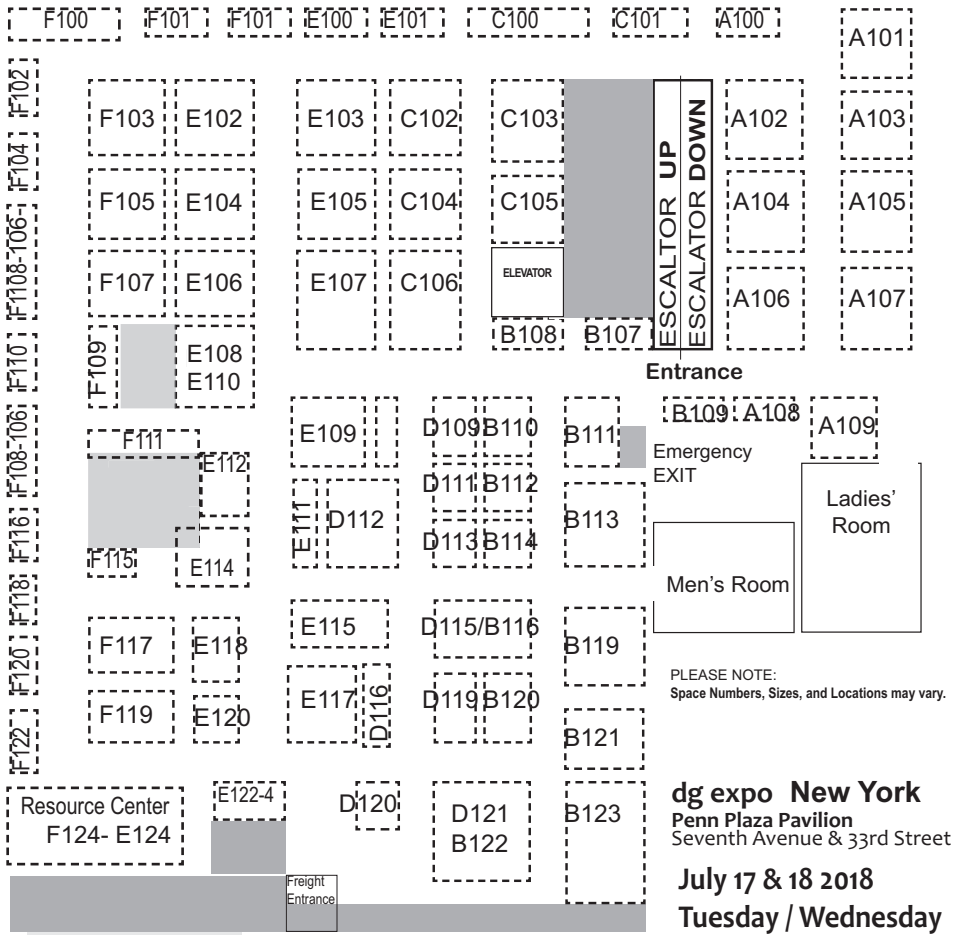 F100
F101
F101
E100
E101
C100
C101
A100
A101
F102
F103
E102
E103
C102
C103
A102
A103
F104
F105
E104
E105
C104
C105
A104
A105
F1108-106-
F107
E106
E107
C106
ELEVATOR
ESCALTOR UP
ESCALATOR DOWN
A106
A107
B108
B107
Entrance
F110
F109
E108
E110
F108-106
F111
E109
D109
B110
B111
B109
A108
A109
E112
D111
B112
Emergency
EXIT
Ladies'
Room
F116
F115
E114
E111
D112
D113
B114
B113
Men's Room
F118
F117
E118
E115
D115/B116
B119
F120
PLEASE NOTE:
Space Numbers, Sizes, and Locations may vary.
F119
E120
E117
D116
D119
B120
F122
B121
Resource Center
F124- E124
E122-4
D120
D121
B122
B123
dg expo New York
Penn Plaza Pavilion
Seventh Avenue & 33rd Street
July 17 & 18 2018
Tuesday / Wednesday
Freight
Entrance